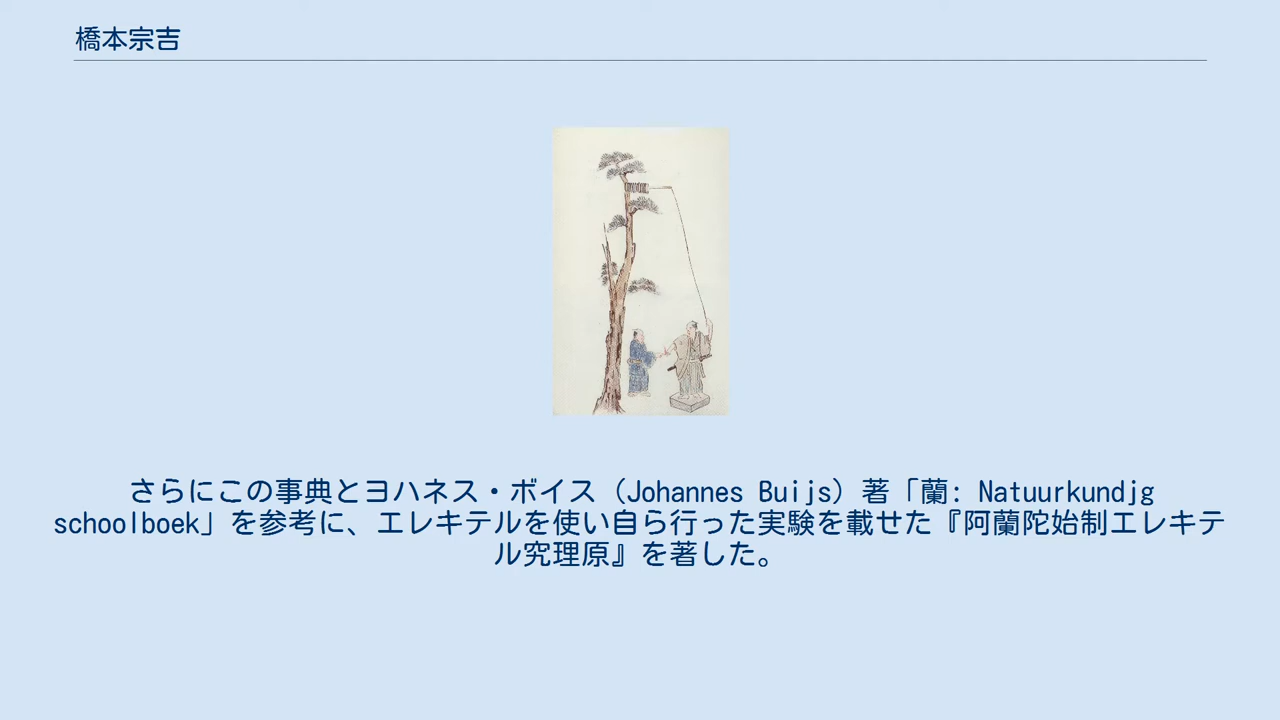 橋本宗吉
さらにこの事典とヨハネス・ボイス（Johannes Buijs）著「蘭: Natuurkundjg
schoolboek」を参考に、エレキテルを使い自ら行った実験を載せた『阿蘭陀始制エレキテ
ル究理原』を著した。